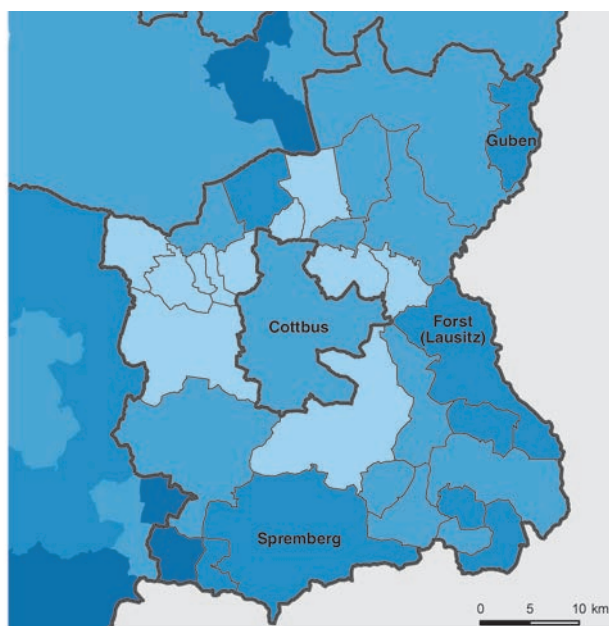 Guben
Cottbus
Forst
(Lausitz)
Spremberg
0 5 10 km